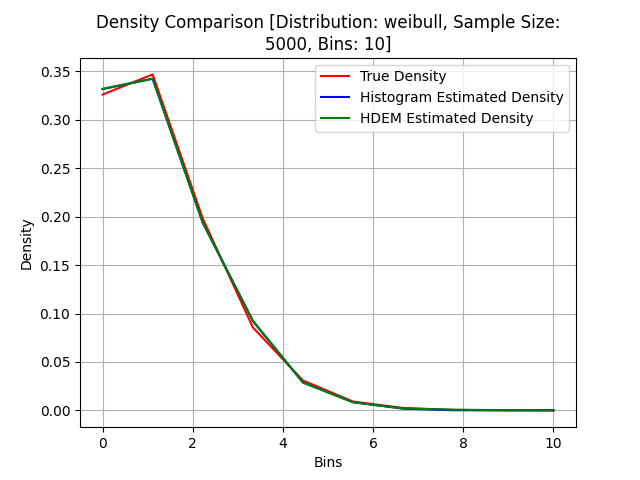 Density Comparison [Distribution: weibull, Sample Size:
5000, Bins: 10]
True Density
Histogram Estimated Density
HDEM Estimated Density
Density
0.35
0.30
0.25
0.20
0.15
0.10
0.05
0.00
0 2 4 6 8 10
Bins